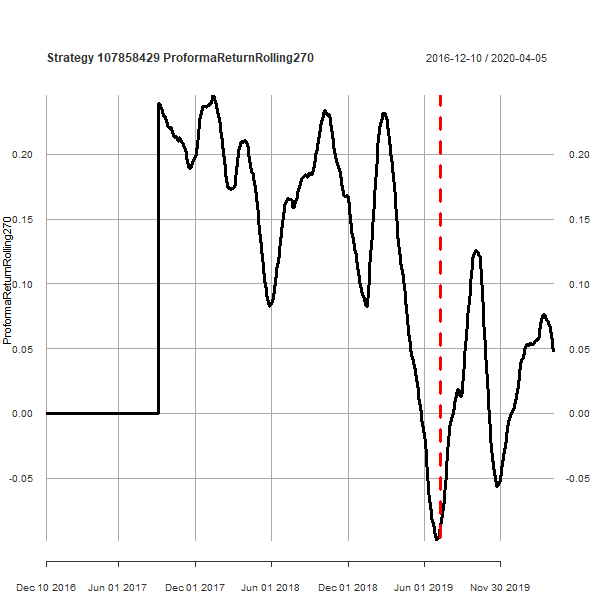 Strategy 107858429 ProformaReturnRolling270
2016-12-10 / 2020-04-05
ProformaReturnRolling270
0.20 0.20
0.15 0.15
0.10 0.10
0.05 0.05
0.00 0.00
-0.05 -0.05
Dec 10 2016 Jun 01 2017 Dec 01 2017 Jun 01 2018 Dec 01 2018 Jun 01 2019 Nov 30 2019